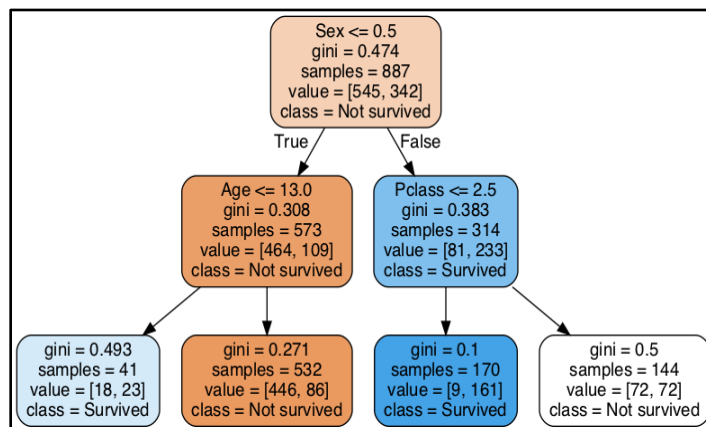 Sex <= 0.5
gini = 0.474
samples = 887
value = [545, 342]
class = Not survived
True
False
Age <= 13.0
gini = 0.308
samples = 573
value = [464, 109]
class = Not survived
Pclass <= 2.5
gini = 0.383
samples = 314
value = [81, 233]
class = Survived
gini = 0.493
samples = 41
value = [18, 23]
class = Survived
gini = 0.271
samples = 532
value = [446, 86]
class = Not survived
gini = 0.1
samples = 170
value = [9, 161]
class = Survived
gini = 0.5
samples = 144
value = [72, 72]
class = Not survived